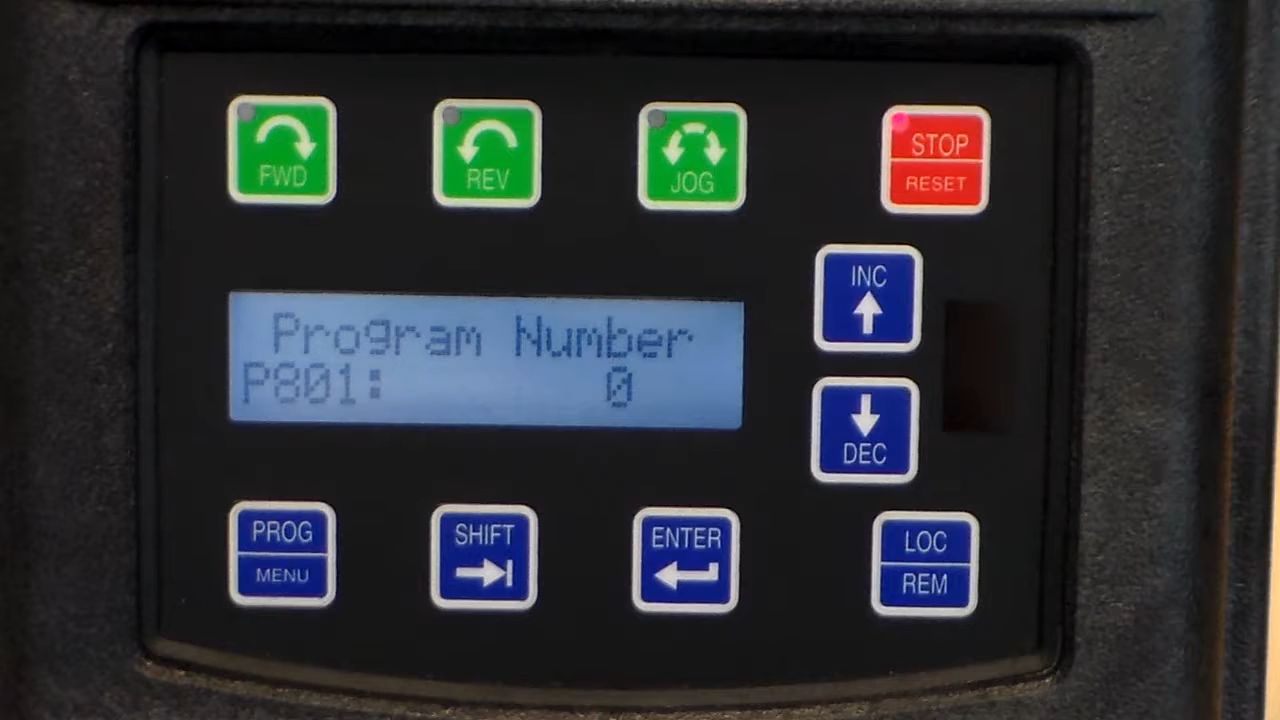 FWD
REV
JOG
STOP
RESET
INC
Program Number
P801: 0
DEC
PROG
MENU
SHIFT
ENTER
LOC
REM